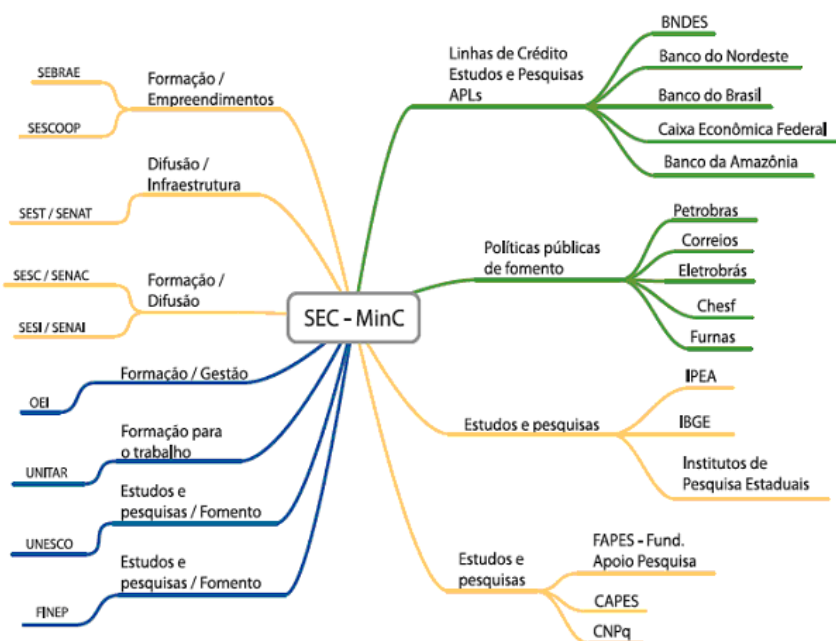 SEBRAE
SESCOOP
Formação /
Empreendimentos
SEST / SENAT
Difusão /
Infraestrutura
SESC / SENAC
SESI / SENAI
Formação /
Difusão
OEI
Formação / Gestão
UNITAR
Formação para
o trabalho
UNESCO
Estudos e
pesquisas / Fomento
FINEP
Estudos e
pesquisas / Fomento
SEC - MinC
Linhas de Crédito
Estudos e Pesquisas
APLs
BNDES
Banco do Nordeste
Banco do Brasil
Caixa Econômica Federal
Banco da Amazônia
Políticas públicas
de fomento
Petrobras
Correios
Eletrobrás
Chesf
Furnas
Estudos e pesquisas
IPEA
IBGE
Institutos de
Pesquisa Estaduais
Estudos e
pesquisas
FAPES - Fund.
Apoio Pesquisa
CAPES
CNPq